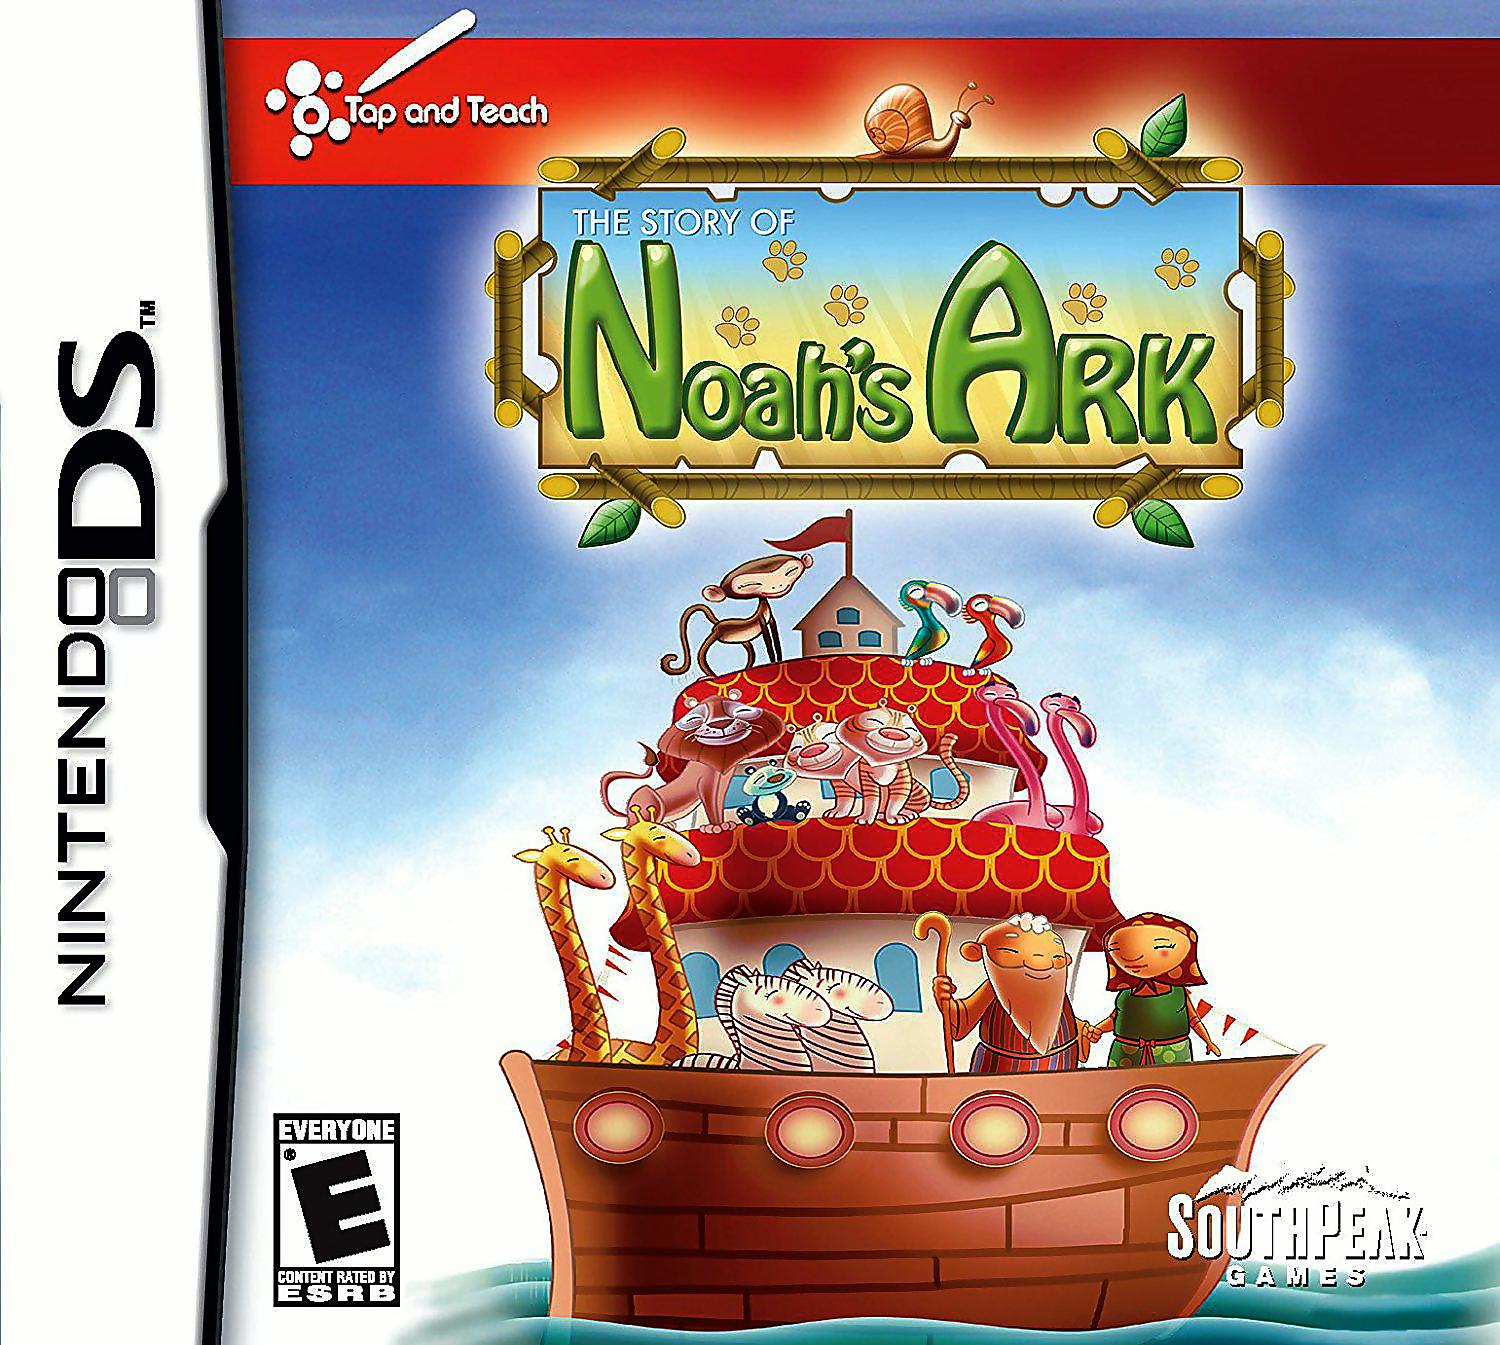 NINTENDO DS™
Tap and Teach
THE STORY OF
NOAH'S ARK
EVERYONE
E
®
CONTENT RATED BY
ESRB
SOUTHPEAK
GAMES